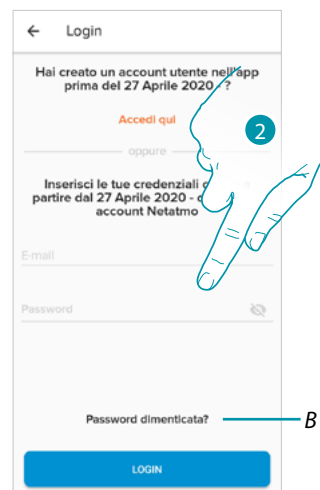 ← Login
Hai creato un account utente nell'app
prima del 27 Aprile 2020 - ?
Accedi qui
oppure
2
Inserisci le tue credenziali
partire dal 27 Aprile 2020 -
account Netatmo
E-mail
Password
Password dimenticata?
B
LOGIN